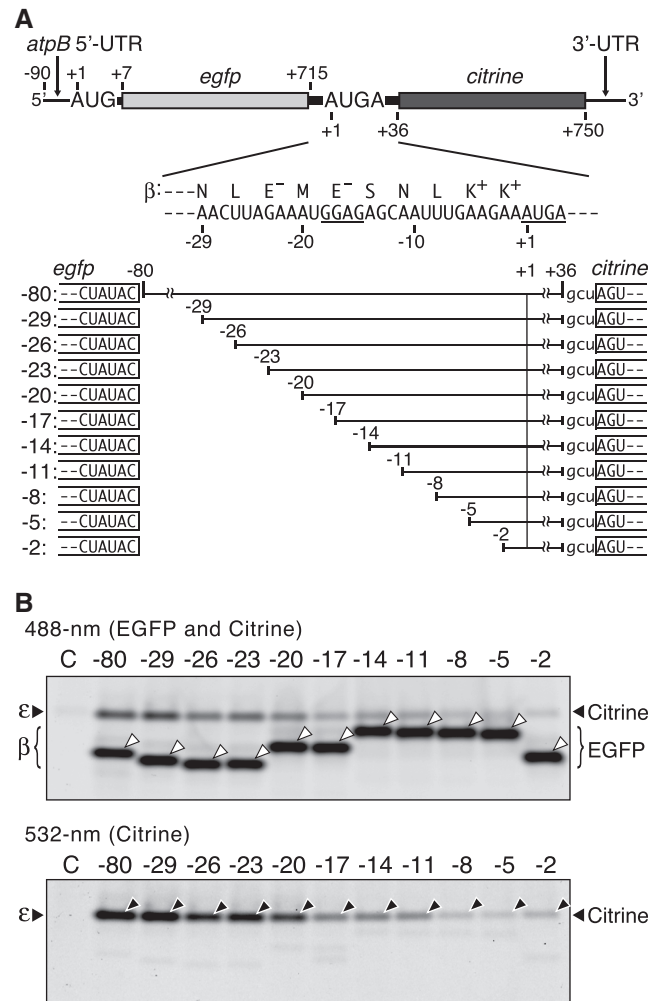 A
atpB 5'-UTR
3'-UTR
-90 +1 +7 egfp +715 citrine
5' AUG AUGA 3'
+1 +36 +750
β:---N L E⁻ M E⁻ S N L K⁺ K⁺
---AACUUAGAAAUGGAGAGCAAUUUGAAGAAAUGA---
-29 -20 -10 +1
egfp -80 +1 +36 citrine
-80: --CUAUAC gcu AGU--
-29: --CUAUAC -29 gcu AGU--
-26: --CUAUAC -26 gcu AGU--
-23: --CUAUAC -23 gcu AGU--
-20: --CUAUAC -20 gcu AGU--
-17: --CUAUAC -17 gcu AGU--
-14: --CUAUAC -14 gcu AGU--
-11: --CUAUAC -11 gcu AGU--
-8: --CUAUAC -8 gcu AGU--
-5: --CUAUAC -5 gcu AGU--
-2: --CUAUAC -2 gcu AGU--
B
488-nm (EGFP and Citrine)
C -80 -29 -26 -23 -20 -17 -14 -11 -8 -5 -2
ε Citrine
β EGFP
532-nm (Citrine)
C -80 -29 -26 -23 -20 -17 -14 -11 -8 -5 -2
ε Citrine